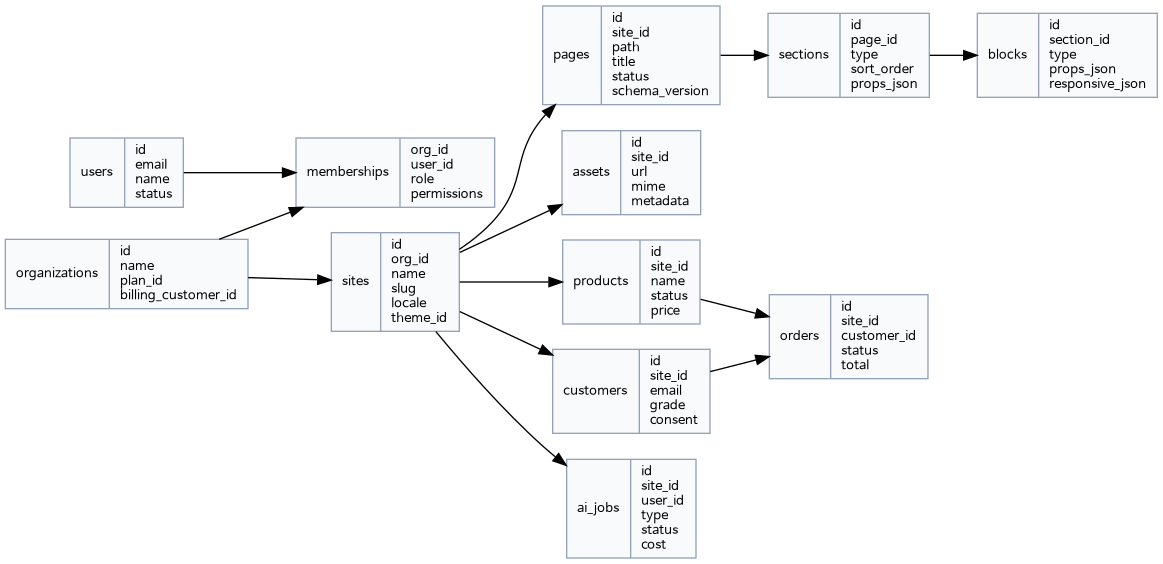 users
id
email
name
status
organizations
id
name
plan_id
billing_customer_id
memberships
org_id
user_id
role
permissions
sites
id
org_id
name
slug
locale
theme_id
pages
id
site_id
path
title
status
schema_version
assets
id
site_id
url
mime
metadata
products
id
site_id
name
status
price
customers
id
site_id
email
grade
consent
ai_jobs
id
site_id
user_id
type
status
cost
sections
id
page_id
type
sort_order
props_json
orders
id
site_id
customer_id
status
total
blocks
id
section_id
type
props_json
responsive_json